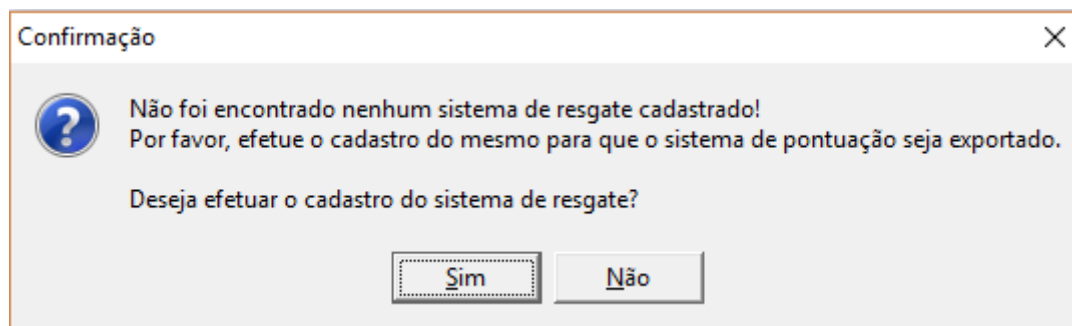 Confirmação
Não foi encontrado nenhum sistema de resgate cadastrado!
Por favor, efetue o cadastro do mesmo para que o sistema de pontuação seja exportado.
Deseja efetuar o cadastro do sistema de resgate?
Sim
Não